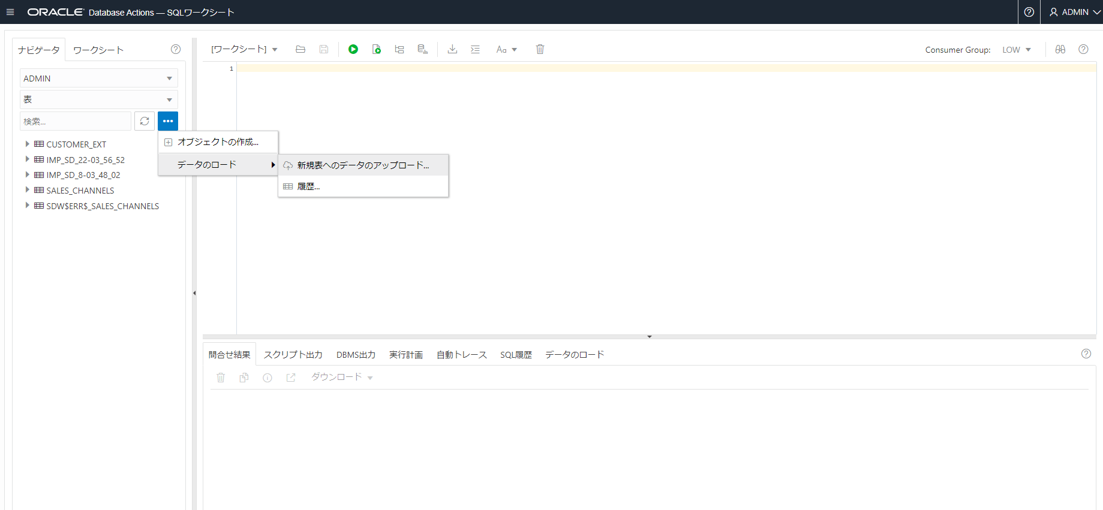 ORACLE Database Actions — SQLワークシート
ADMIN
ナビゲータ ワークシート
[ワークシート]
Aa
Consumer Group: LOW
ADMIN
表
検索...
1
オブジェクトの作成...
データのロード
新規表へのデータのアップロード...
履歴...
CUSTOMER_EXT
IMP_SD_22-03_56_52
IMP_SD_8-03_48_02
SALES_CHANNELS
SDW$ERR$_SALES_CHANNELS
問合せ結果 スクリプト出力 DBMS出力 実行計画 自動トレース SQL履歴 データのロード
ダウンロード